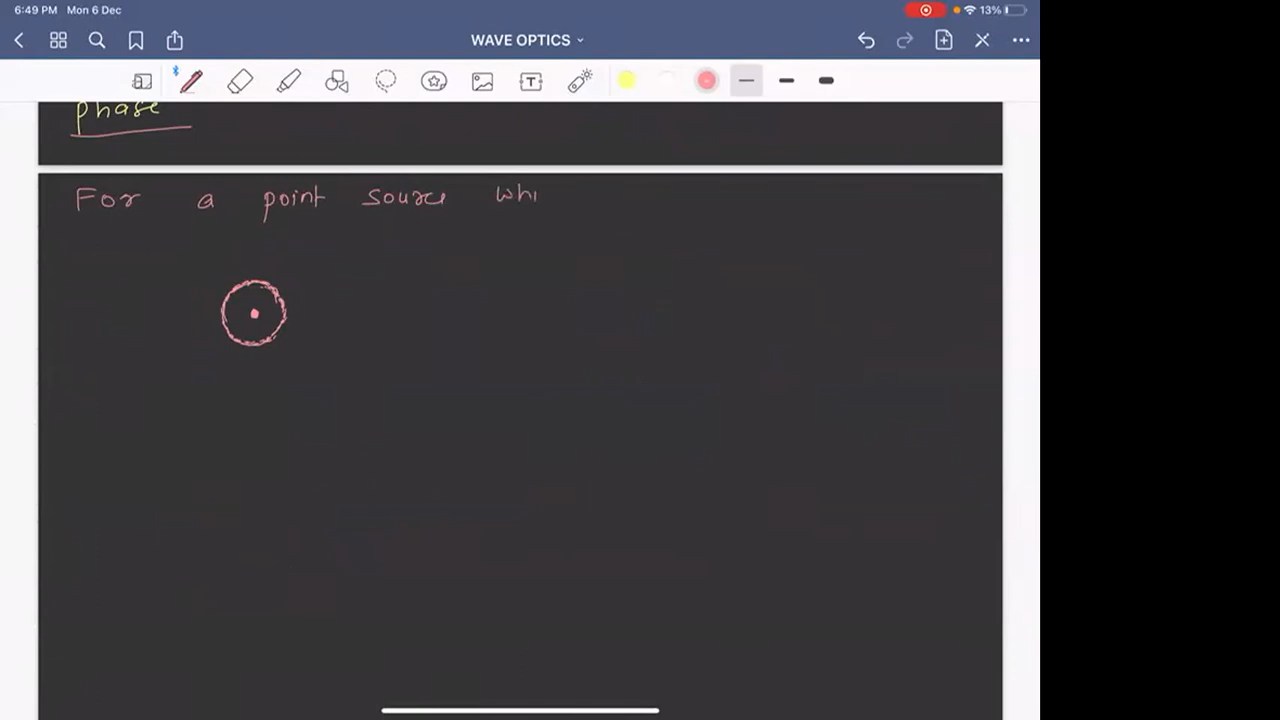 6:49 PM Mon 6 Dec
13%
WAVE OPTICS
T
phase
For a point source whi